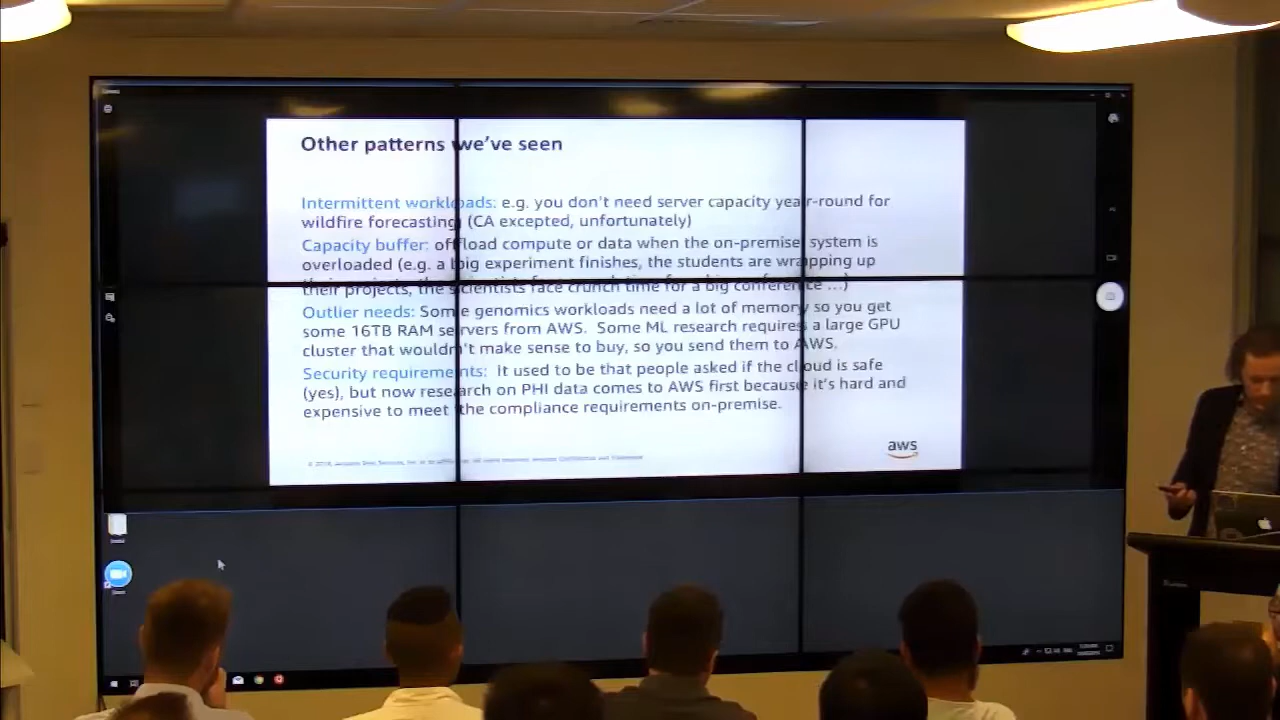 Other patterns we've seen
Intermittent workloads: e.g. you don't need server capacity year-round for
wildfire forecasting (CA excepted, unfortunately)
Capacity buffer: offload compute or data when the on-premise system is
overloaded (e.g. a big experiment finishes, the students are wrapping up
their projects, the scientists face crunch time for a big conference ...)
Outlier needs: Some genomics workloads need a lot of memory so you get
some 16TB RAM servers from AWS. Some ML research requires a large GPU
cluster that wouldn't make sense to buy, so you send them to AWS.
Security requirements: It used to be that people asked if the cloud is safe
(yes), but now research on PHI data comes to AWS first because it's hard and
expensive to meet the compliance requirements on-premise.
aws